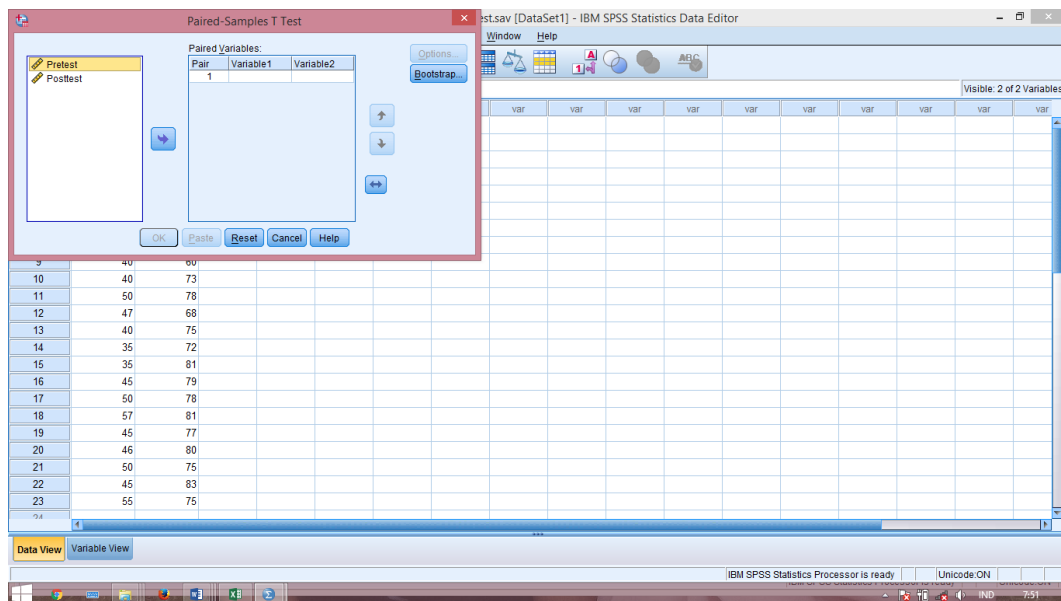 Paired-Samples T Test
est.sav [DataSet1] - IBM SPSS Statistics Data Editor
Window Help
Paired Variables:
Pretest
Posttest
Pair Variable1 Variable2
1
Options...
Bootstrap...
OK Paste Reset Cancel Help
Visible: 2 of 2 Variables
var var var var var var var var var var
9 40 60
10 40 73
11 50 78
12 47 68
13 40 75
14 35 72
15 35 81
16 45 79
17 50 78
18 57 81
19 45 77
20 46 80
21 50 75
22 45 83
23 55 75
24
Data View Variable View
IBM SPSS Statistics Processor is ready Unicode:ON
IND 7:51